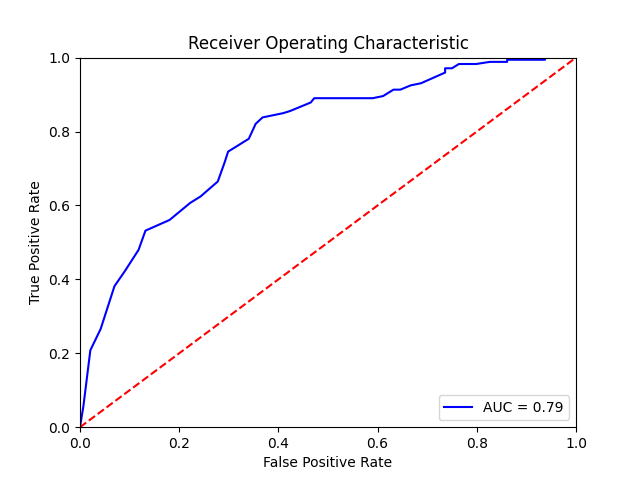 Receiver Operating Characteristic
1.0
0.8
0.6
0.4
0.2
0.0
True Positive Rate
AUC = 0.79
0.0 0.2 0.4 0.6 0.8 1.0
False Positive Rate